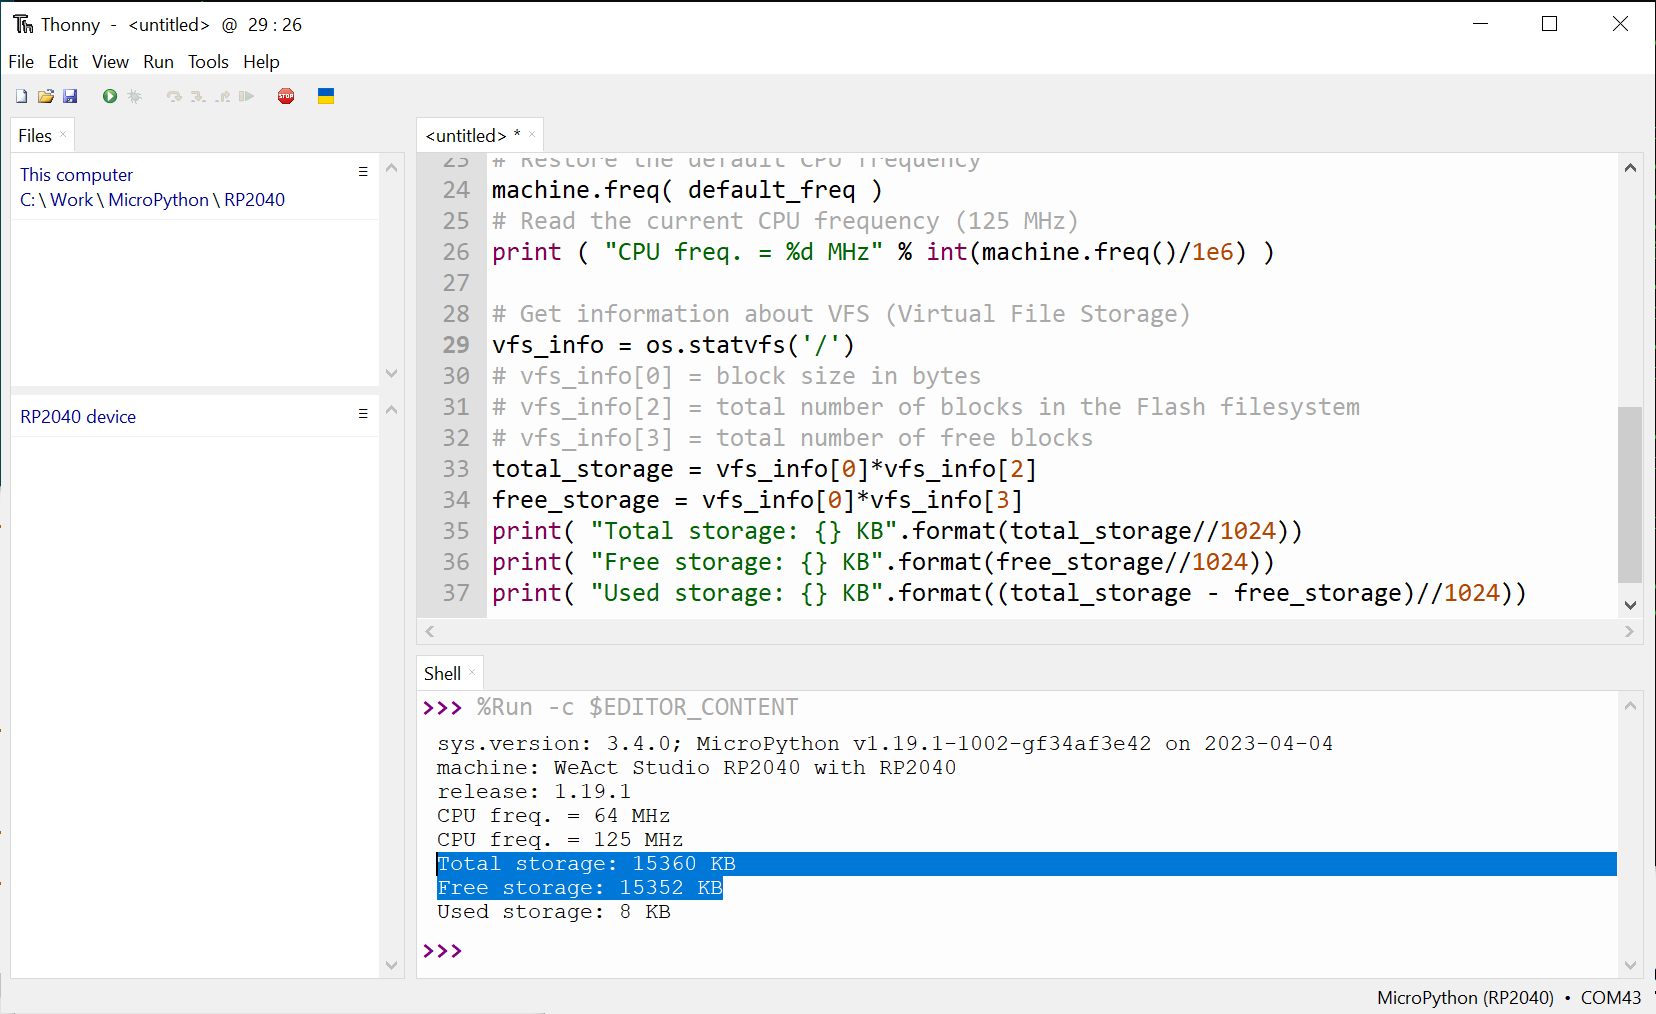 Thonny - <untitled> @ 29 : 26
File Edit View Run Tools Help
STOP
Files
This computer
C: \ Work \ MicroPython \ RP2040
RP2040 device
<untitled> *
23 # Restore the default CPU frequency
24 machine.freq( default_freq )
25 # Read the current CPU frequency (125 MHz)
26 print ( "CPU freq. = %d MHz" % int(machine.freq()/1e6) )
27
28 # Get information about VFS (Virtual File Storage)
29 vfs_info = os.statvfs('/')
30 # vfs_info[0] = block size in bytes
31 # vfs_info[2] = total number of blocks in the Flash filesystem
32 # vfs_info[3] = total number of free blocks
33 total_storage = vfs_info[0]*vfs_info[2]
34 free_storage = vfs_info[0]*vfs_info[3]
35 print( "Total storage: {} KB".format(total_storage//1024))
36 print( "Free storage: {} KB".format(free_storage//1024))
37 print( "Used storage: {} KB".format((total_storage - free_storage)//1024))
Shell
>>> %Run -c $EDITOR_CONTENT
sys.version: 3.4.0; MicroPython v1.19.1-1002-gf34af3e42 on 2023-04-04
machine: WeAct Studio RP2040 with RP2040
release: 1.19.1
CPU freq. = 64 MHz
CPU freq. = 125 MHz
Total storage: 15360 KB
Free storage: 15352 KB
Used storage: 8 KB
>>>
MicroPython (RP2040) • COM43